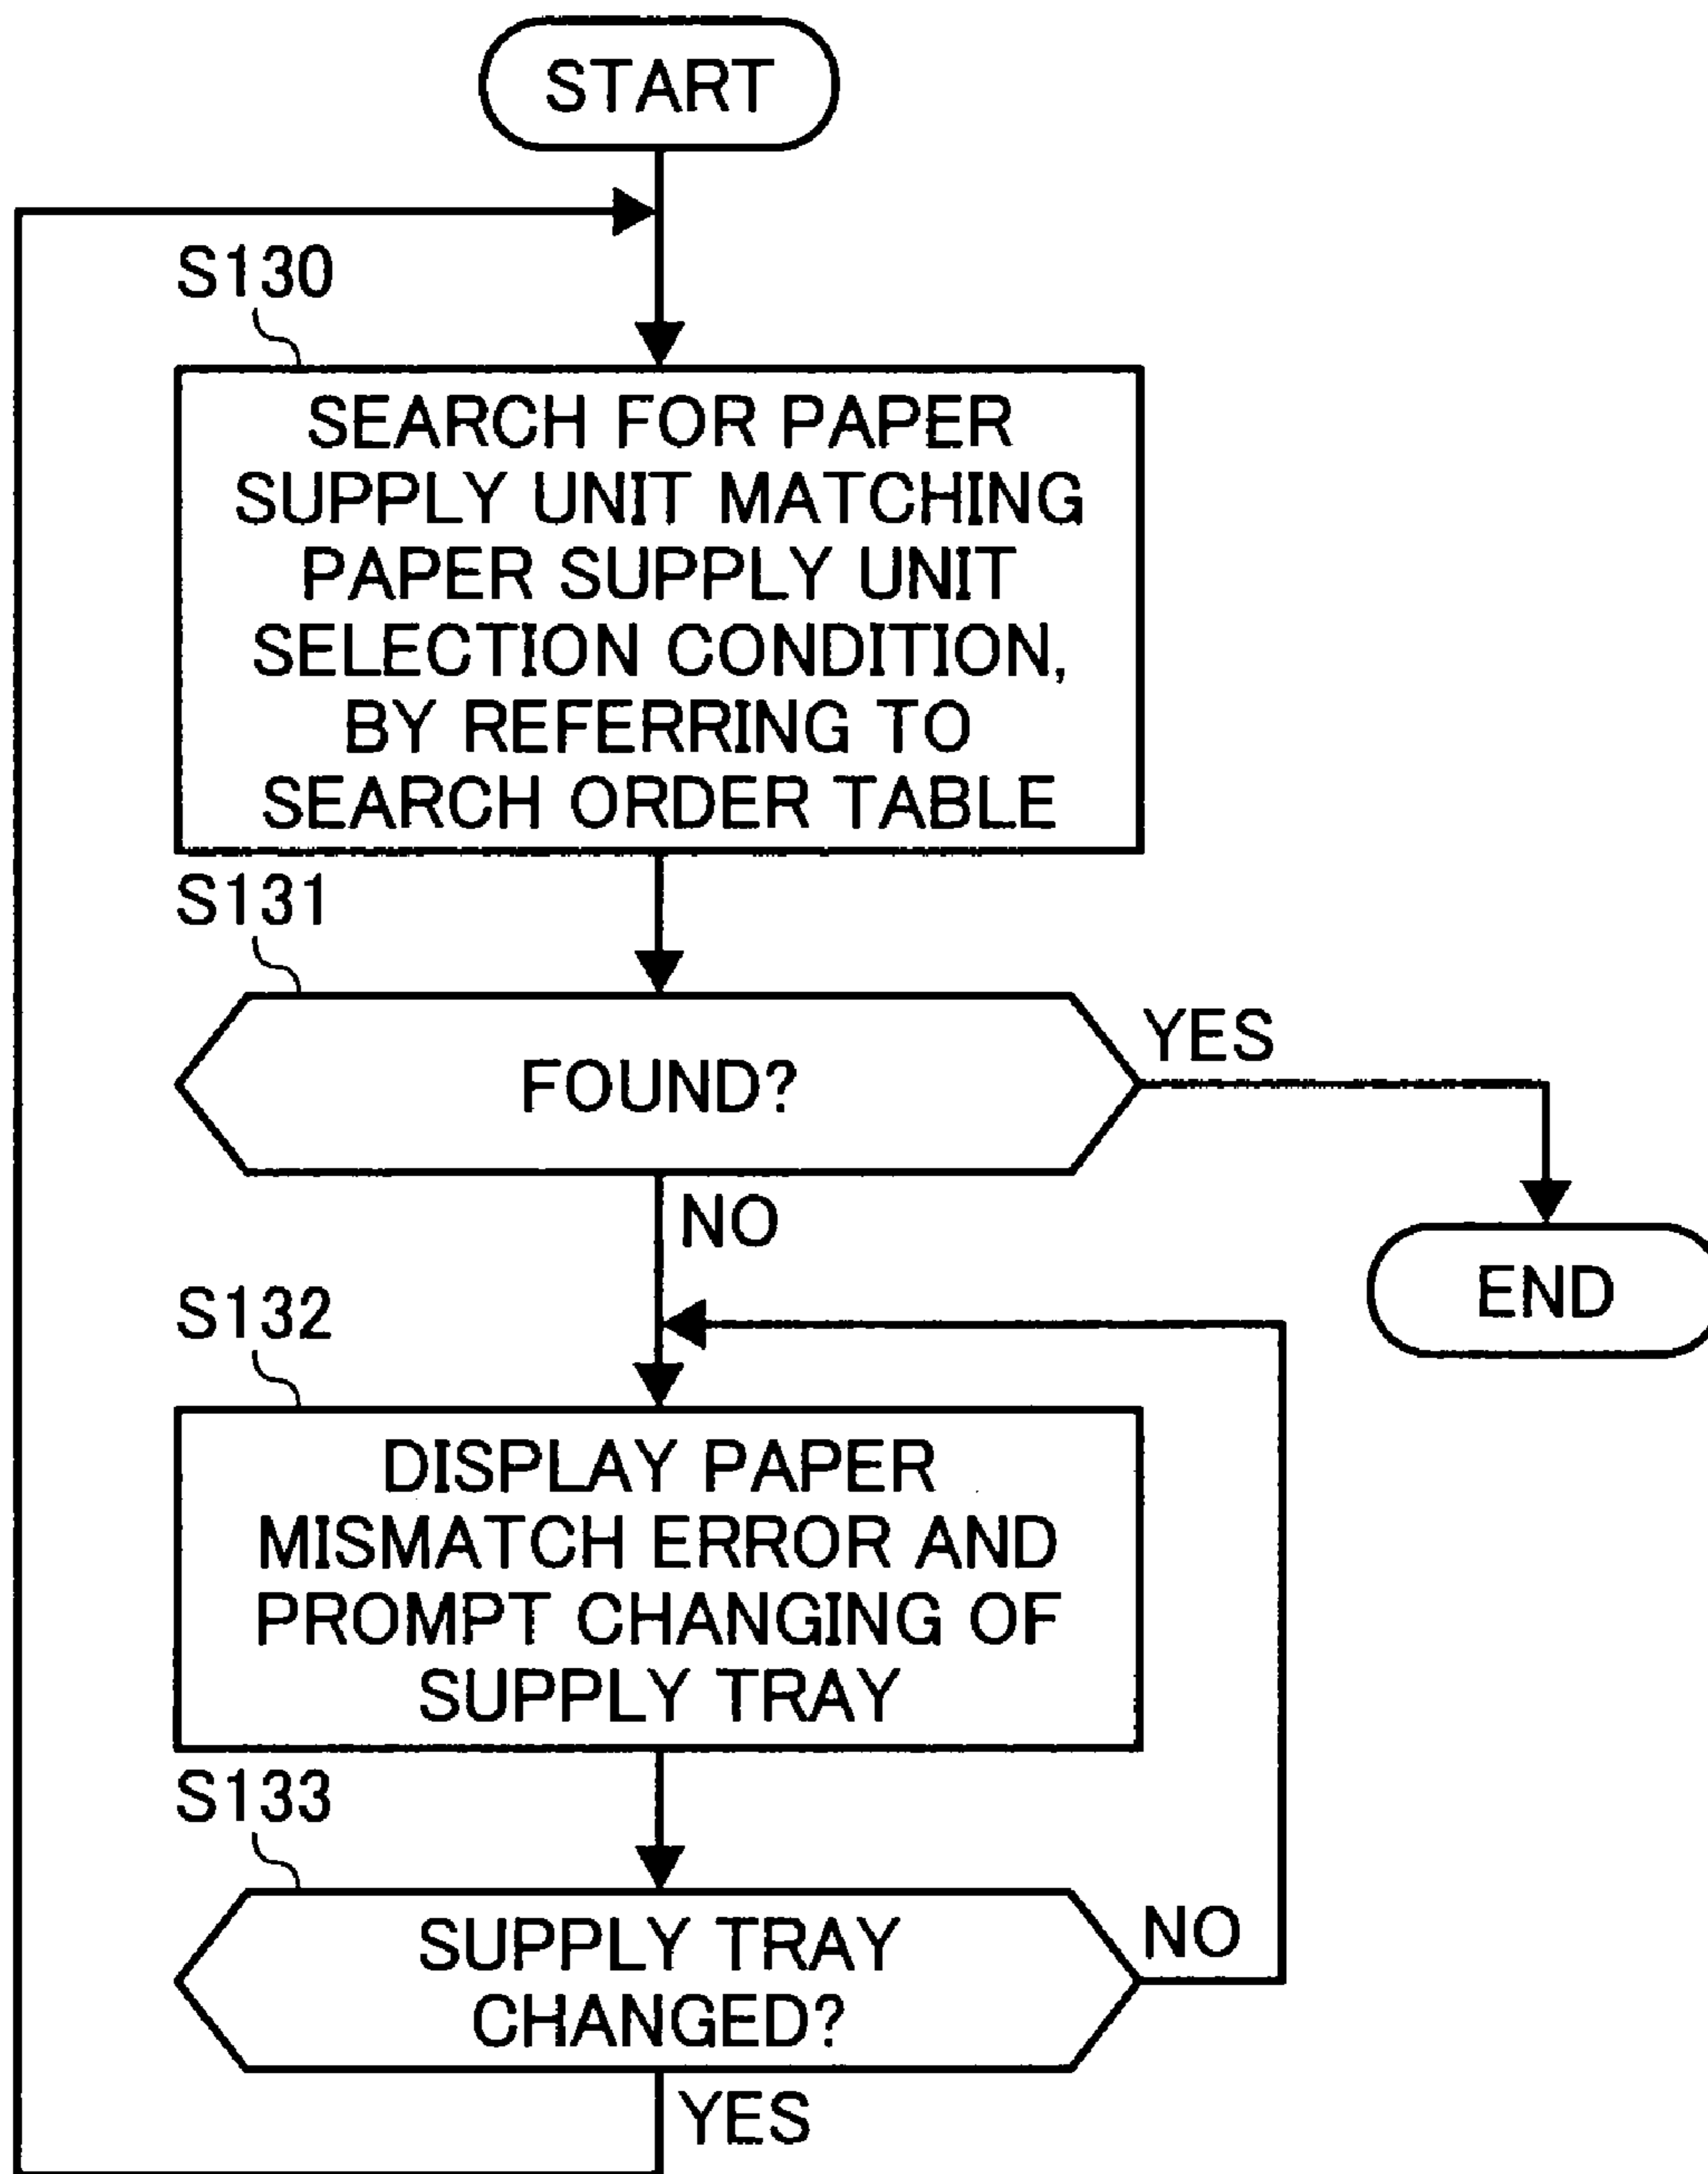 START
S130
SEARCH FOR PAPER
SUPPLY UNIT MATCHING
PAPER SUPPLY UNIT
SELECTION CONDITION,
BY REFERRING TO
SEARCH ORDER TABLE
S131
FOUND?
YES
NO
END
S132
DISPLAY PAPER
MISMATCH ERROR AND
PROMPT CHANGING OF
SUPPLY TRAY
S133
SUPPLY TRAY
CHANGED?
NO
YES